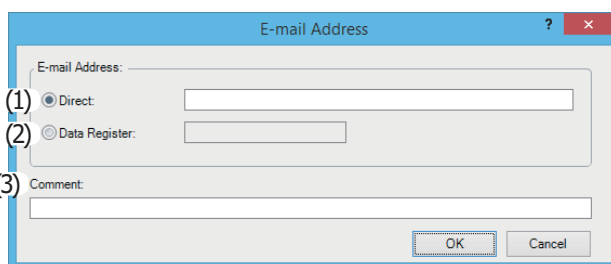 E-mail Address ? ×
E-mail Address:
(1) Direct:
(2) Data Register:
(3) Comment:
OK Cancel